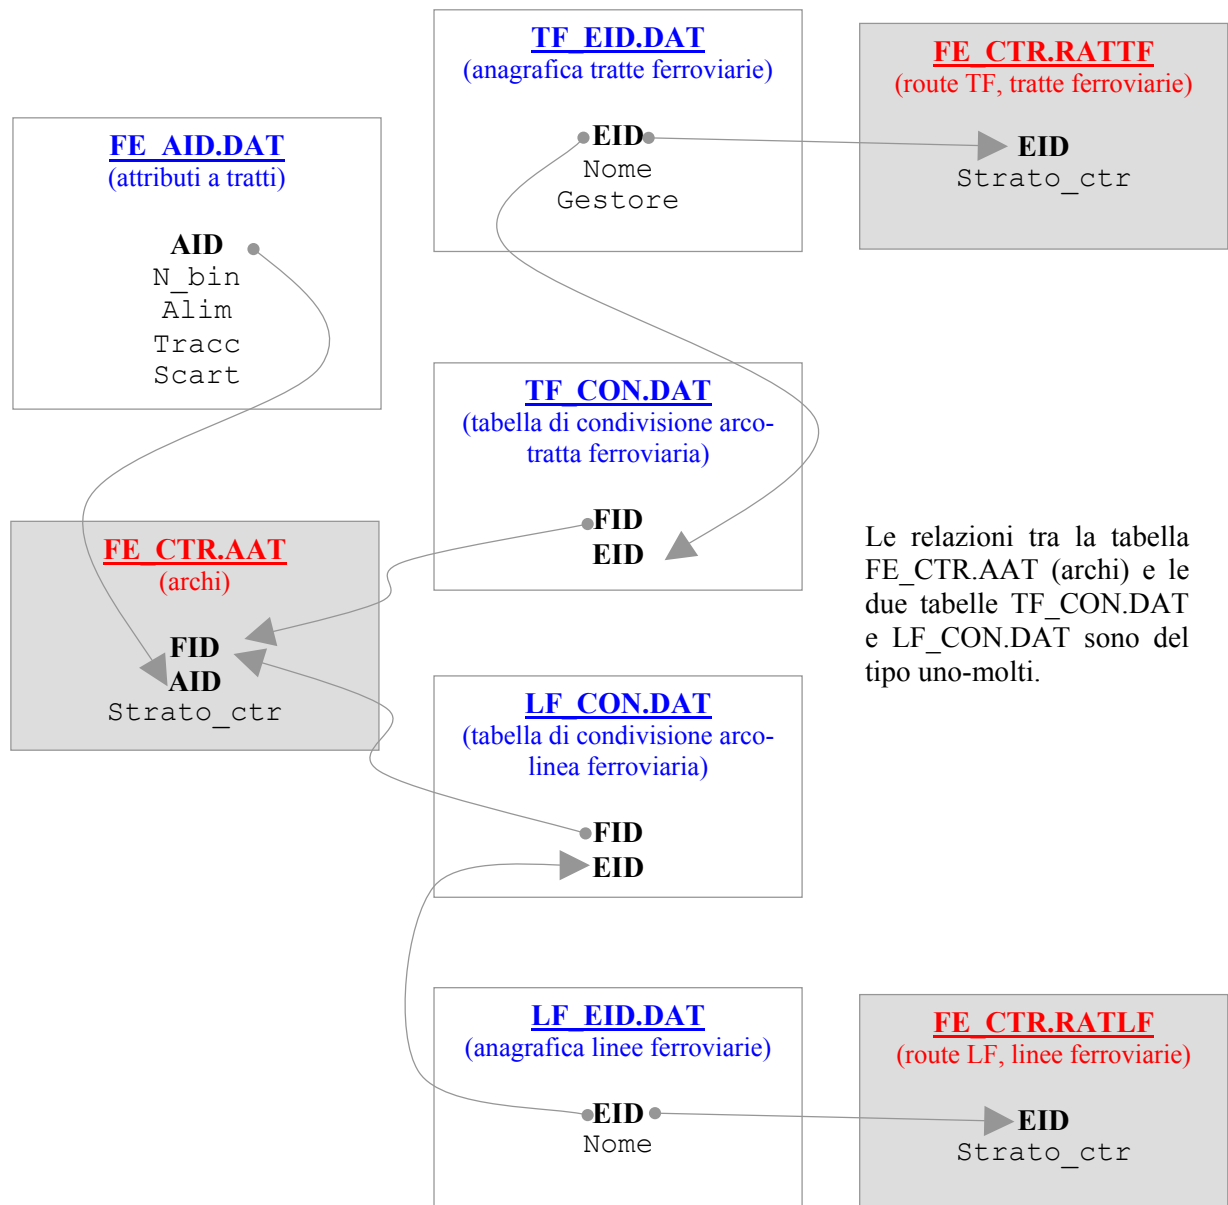 TF_EID.DAT
(anagrafica tratte ferroviarie)
EID
Nome
Gestore
FE_CTR.RATTF
(route TF, tratte ferroviarie)
EID
Strato_ctr
FE_AID.DAT
(attributi a tratti)
AID
N_bin
Alim
Tracc
Scart
TF_CON.DAT
(tabella di condivisione arco-
tratta ferroviaria)
FID
EID
FE_CTR.AAT
(archi)
FID
AID
Strato_ctr
Le relazioni tra la tabella
FE_CTR.AAT (archi) e le
due tabelle TF_CON.DAT
e LF_CON.DAT sono del
tipo uno-molti.
LF_CON.DAT
(tabella di condivisione arco-
linea ferroviaria)
FID
EID
LF_EID.DAT
(anagrafica linee ferroviarie)
EID
Nome
FE_CTR.RATLF
(route LF, linee ferroviarie)
EID
Strato_ctr